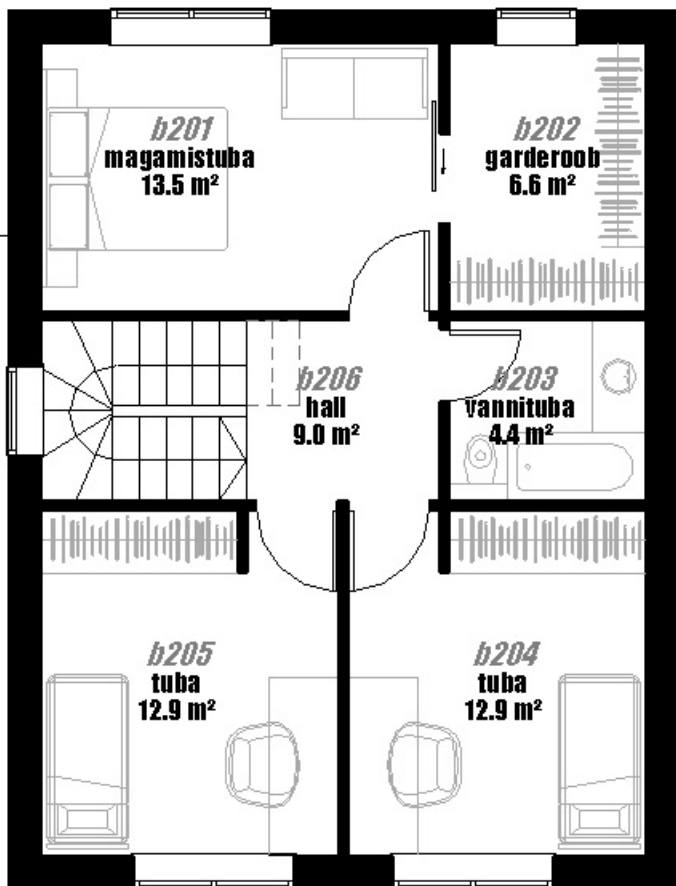 b201
magamistuba
13.5 m²
b202
garderoob
6.6 m²
b206
hall
9.0 m²
b203
vannituba
4.4 m²
b205
tuba
12.9 m²
b204
tuba
12.9 m²